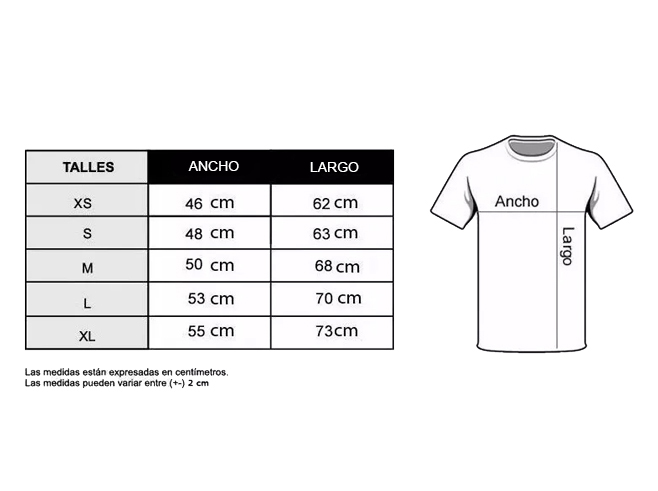 TALLES ANCHO LARGO
XS 46 cm 62 cm
S 48 cm 63 cm
M 50 cm 68 cm
L 53 cm 70 cm
XL 55 cm 73cm
Las medidas están expresadas en centímetros.
Las medidas pueden variar entre (+-) 2 cm
Ancho
Largo